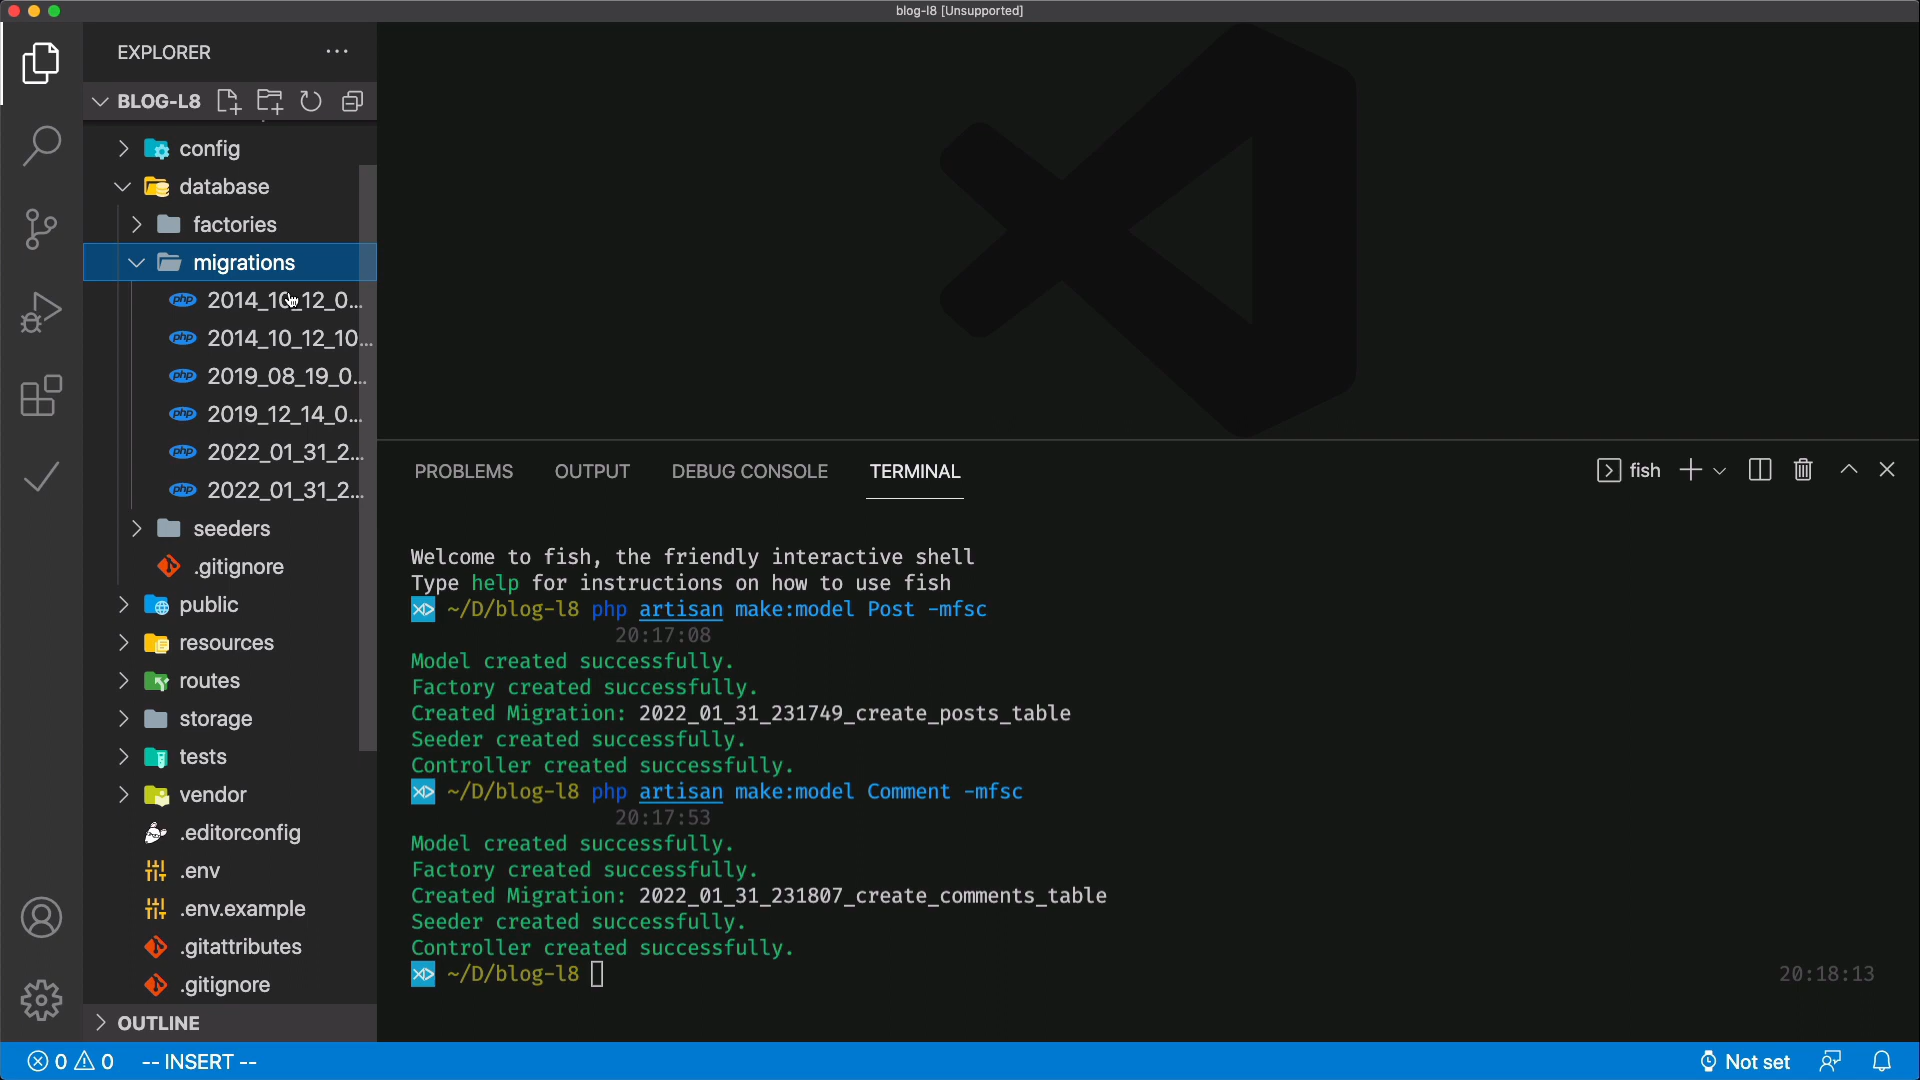 blog-l8 [Unsupported]
EXPLORER
BLOG-L8
config
database
factories
migrations
2014_10_12_0...
2014_10_12_10...
2019_08_19_0...
2019_12_14_0...
2022_01_31_2...
2022_01_31_2...
seeders
.gitignore
public
resources
routes
storage
tests
vendor
.editorconfig
.env
.env.example
.gitattributes
.gitignore
OUTLINE
PROBLEMS OUTPUT DEBUG CONSOLE TERMINAL
fish
Welcome to fish, the friendly interactive shell
Type help for instructions on how to use fish
~/D/blog-l8 php artisan make:model Post -mfsc
20:17:08
Model created successfully.
Factory created successfully.
Created Migration: 2022_01_31_231749_create_posts_table
Seeder created successfully.
Controller created successfully.
~/D/blog-l8 php artisan make:model Comment -mfsc
20:17:53
Model created successfully.
Factory created successfully.
Created Migration: 2022_01_31_231807_create_comments_table
Seeder created successfully.
Controller created successfully.
~/D/blog-l8 20:18:13
0 0 -- INSERT -- Not set